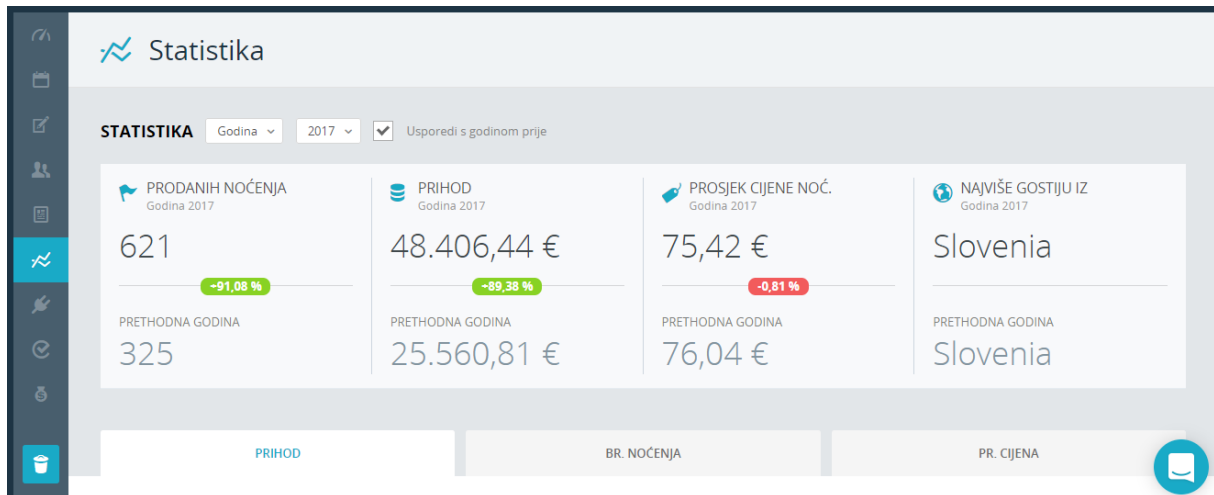 Statistika
STATISTIKA Godina 2017 Usporedi s godinom prije
PRODANIH NOĆENJA
Godina 2017
621
+91,08 %
PRETHODNA GODINA
325
PRIHOD
Godina 2017
48.406,44 €
+89,38 %
PRETHODNA GODINA
25.560,81 €
PROSJEK CIJENE NOĆ.
Godina 2017
75,42 €
-0,81 %
PRETHODNA GODINA
76,04 €
NAJVIŠE GOSTIJU IZ
Godina 2017
Slovenia
PRETHODNA GODINA
Slovenia
PRIHOD BR. NOĆENJA PR. CIJENA